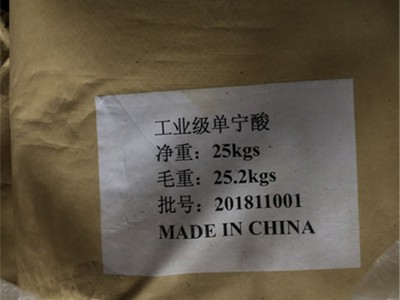 工业级单宁酸
净重：25kgs
毛重：25.2kgs
批号：201811001
MADE IN CHINA